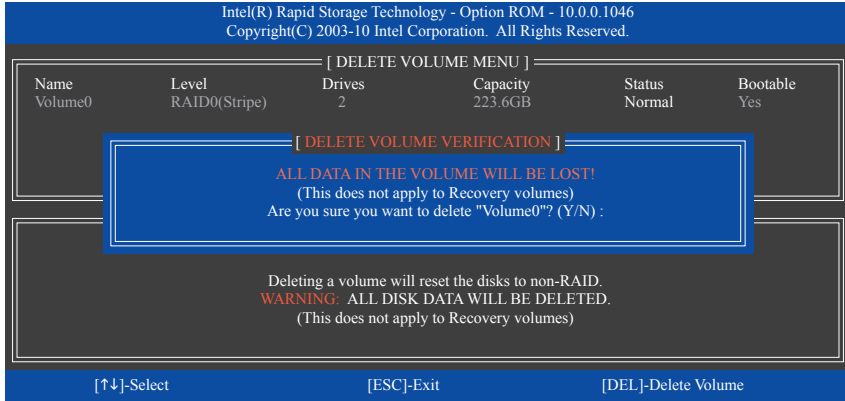 Intel(R) Rapid Storage Technology - Option ROM - 10.0.0.1046
Copyright(C) 2003-10 Intel Corporation. All Rights Reserved.
[ DELETE VOLUME MENU ]
Name Level Drives Capacity Status Bootable
Volume0 RAID0(Stripe) 2 223.6GB Normal Yes
[ DELETE VOLUME VERIFICATION ]
ALL DATA IN THE VOLUME WILL BE LOST!
(This does not apply to Recovery volumes)
Are you sure you want to delete "Volume0"? (Y/N) :
Deleting a volume will reset the disks to non-RAID.
WARNING: ALL DISK DATA WILL BE DELETED.
(This does not apply to Recovery volumes)
[↑↓]-Select [ESC]-Exit [DEL]-Delete Volume